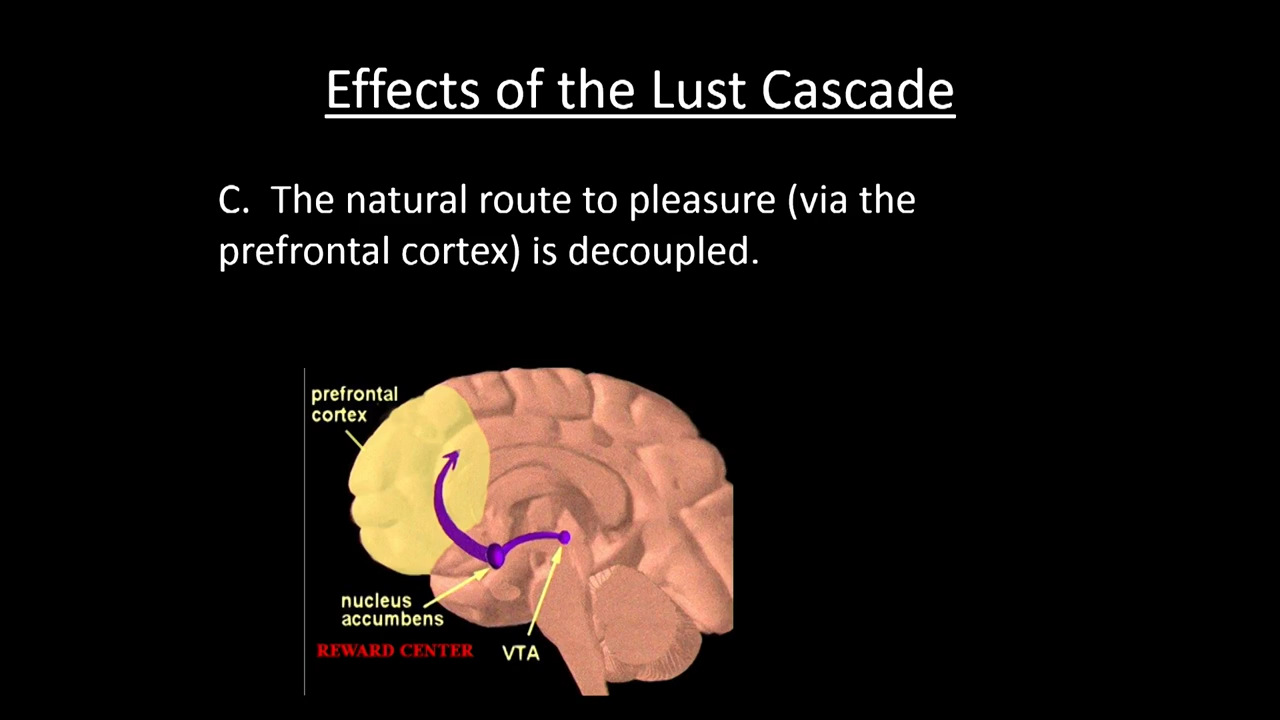 Effects of the Lust Cascade
C. The natural route to pleasure (via the
prefrontal cortex) is decoupled.
prefrontal
cortex
nucleus
accumbens
REWARD CENTER
VTA